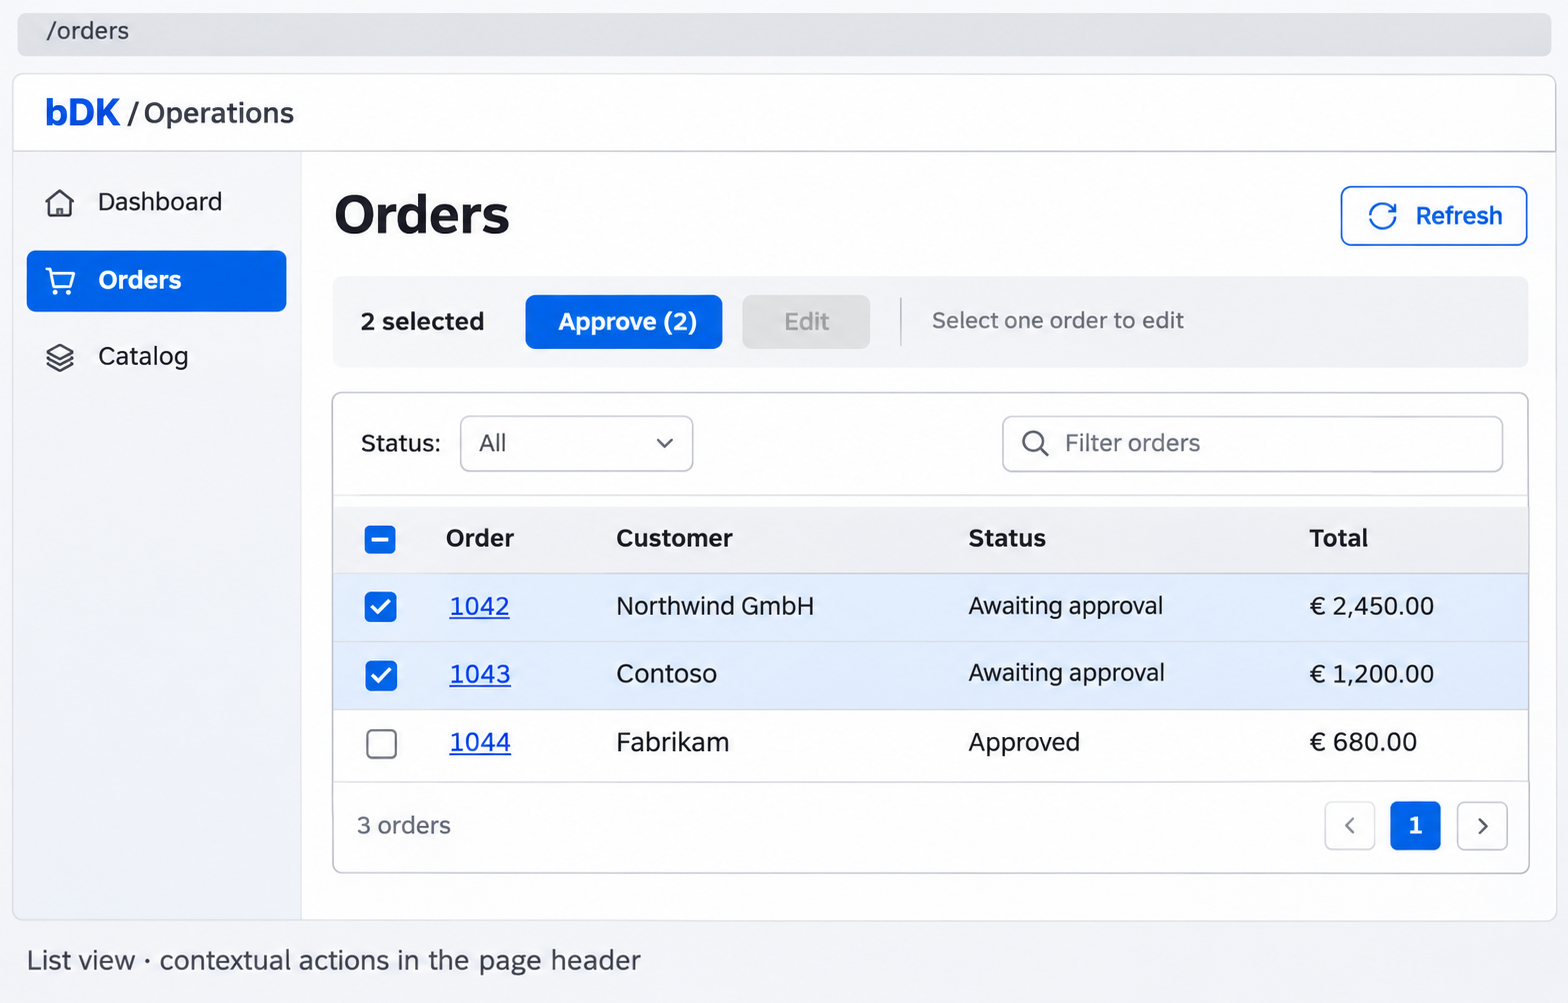 /orders
bDK / Operations
Dashboard
Orders
Catalog
Orders
Refresh
2 selected
Approve (2)
Edit
Select one order to edit
Status:
All
Filter orders
Order Customer Status Total
1042 Northwind GmbH Awaiting approval € 2,450.00
1043 Contoso Awaiting approval € 1,200.00
1044 Fabrikam Approved € 680.00
3 orders
1
List view · contextual actions in the page header